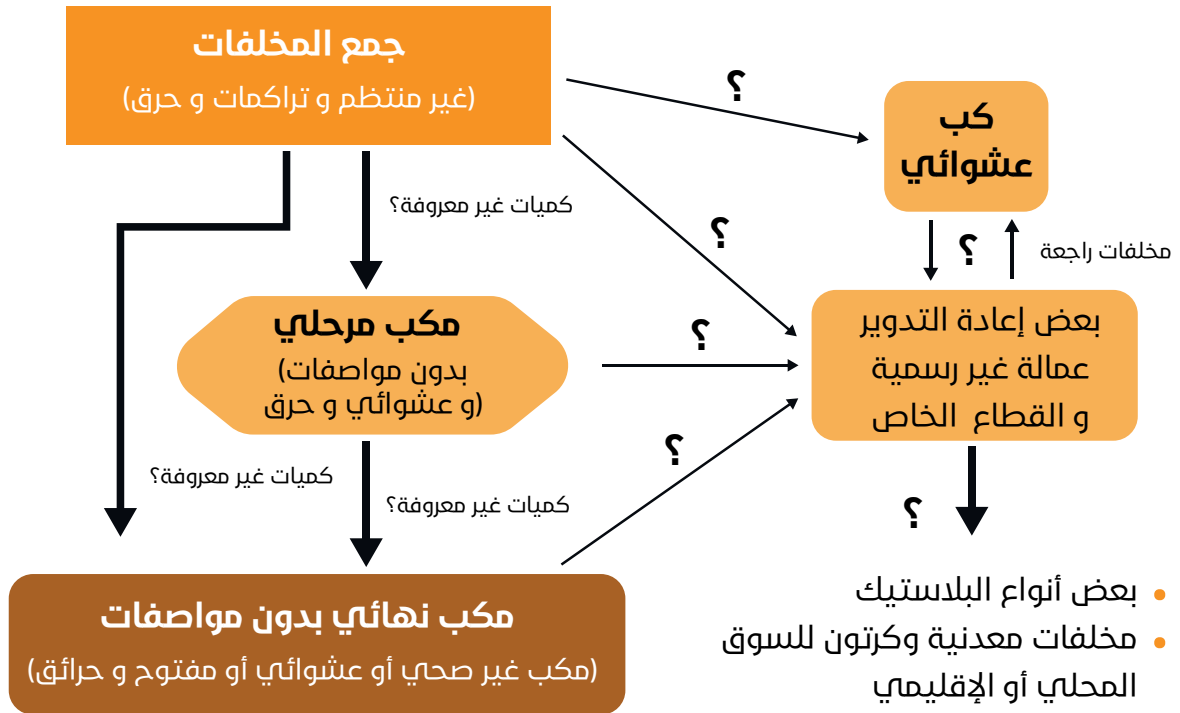 جمع المخلفات
(غير منتظم و تراكمات و حرق)
؟
كب
عشوائي
كميات غير معروفة؟
؟
؟
مخلفات راجعة
مكب مرحلي
(بدون مواصفات
و عشوائي و حرق)
؟
بعض إعادة التدوير
عمالة غير رسمية
و القطاع الخاص
كميات غير معروفة؟
كميات غير معروفة؟
؟
؟
مكب نهائي بدون مواصفات
(مكب غير صحي أو عشوائي أو مفتوح و حرائق)
• بعض أنواع البلاستيك
• مخلفات معدنية وكرتون للسوق
المحلي أو الإقليمي